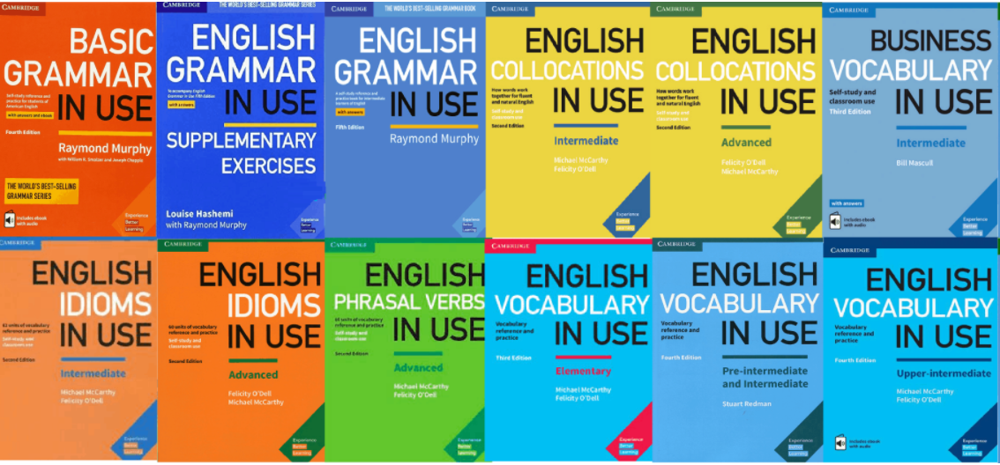 CAMBRIDGE
BASIC
GRAMMAR
IN USE
Self-study reference and
practice for students of
American English
with answers and ebook
Fourth Edition
Raymond Murphy
with William R. Smalzer and Joseph Chapple
THE WORLD'S BEST-SELLING
GRAMMAR SERIES
Includes ebook
with audio
Experience
Better
Learning
CAMBRIDGE
THE WORLD'S BEST-SELLING GRAMMAR SERIES
ENGLISH
GRAMMAR
IN USE
To accompany English
Grammar in Use Fifth Edition
with answers
SUPPLEMENTARY
EXERCISES
Louise Hashemi
with Raymond Murphy
Experience
Better
Learning
CAMBRIDGE
THE WORLD'S BEST-SELLING GRAMMAR BOOK
ENGLISH
GRAMMAR
IN USE
A self-study reference and
practice book for intermediate
learners of English
with answers
Fifth Edition
Raymond Murphy
Experience
Better
Learning
CAMBRIDGE
ENGLISH
COLLOCATIONS
IN USE
How words work
together for fluent
and natural English
Self-study and
classroom use
Second Edition
Intermediate
Michael McCarthy
Felicity O'Dell
Experience
Better
Learning
CAMBRIDGE
ENGLISH
COLLOCATIONS
IN USE
How words work
together for fluent
and natural English
Self-study and
classroom use
Second Edition
Advanced
Felicity O'Dell
Michael McCarthy
Experience
Better
Learning
CAMBRIDGE
BUSINESS
VOCABULARY
IN USE
Self-study and
classroom use
Third Edition
Intermediate
Bill Mascull
with answers
Includes ebook
with audio
Experience
Better
Learning
CAMBRIDGE
ENGLISH
IDIOMS
IN USE
62 units of vocabulary
reference and practice
Self-study and
classroom use
Second Edition
Intermediate
Michael McCarthy
Felicity O'Dell
Experience
Better
Learning
CAMBRIDGE
ENGLISH
IDIOMS
IN USE
60 units of vocabulary
reference and practice
Self-study and
classroom use
Second Edition
Advanced
Felicity O'Dell
Michael McCarthy
Experience
Better
Learning
CAMBRIDGE
ENGLISH
PHRASAL VERBS
IN USE
60 units of vocabulary
reference and practice
Self-study and
classroom use
Second Edition
Advanced
Michael McCarthy
Felicity O'Dell
Experience
Better
Learning
CAMBRIDGE
ENGLISH
VOCABULARY
IN USE
Vocabulary
reference and
practice
Third Edition
Elementary
Michael McCarthy
Felicity O'Dell
Experience
Better
Learning
CAMBRIDGE
ENGLISH
VOCABULARY
IN USE
Vocabulary
reference and
practice
Fourth Edition
Pre-intermediate
and Intermediate
Stuart Redman
Experience
Better
Learning
CAMBRIDGE
ENGLISH
VOCABULARY
IN USE
Vocabulary
reference and
practice
Fourth Edition
Upper-intermediate
Michael McCarthy
Felicity O'Dell
Includes ebook
with audio
Experience
Better
Learning